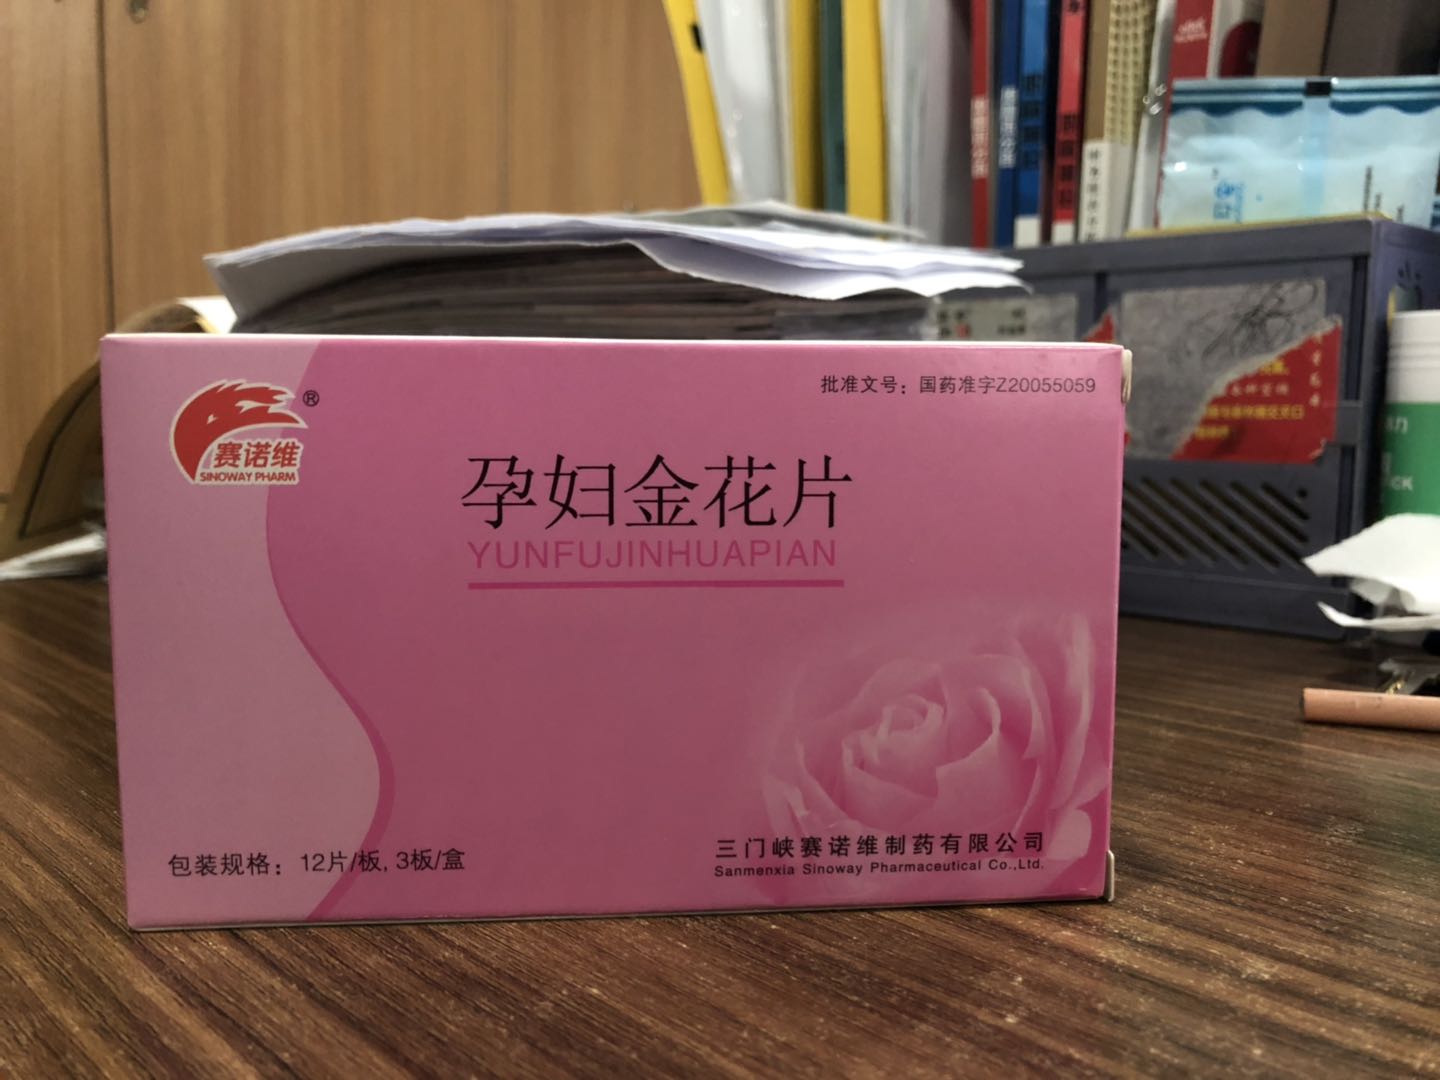 赛诺维
SINOWAY PHARM
®
批准文号：国药准字Z20055059
孕妇金花片
YUNFUJINHUAPIAN
包装规格：12片/板, 3板/盒
三门峡赛诺维制药有限公司
Sanmenxia Sinoway Pharmaceutical Co.,Ltd.